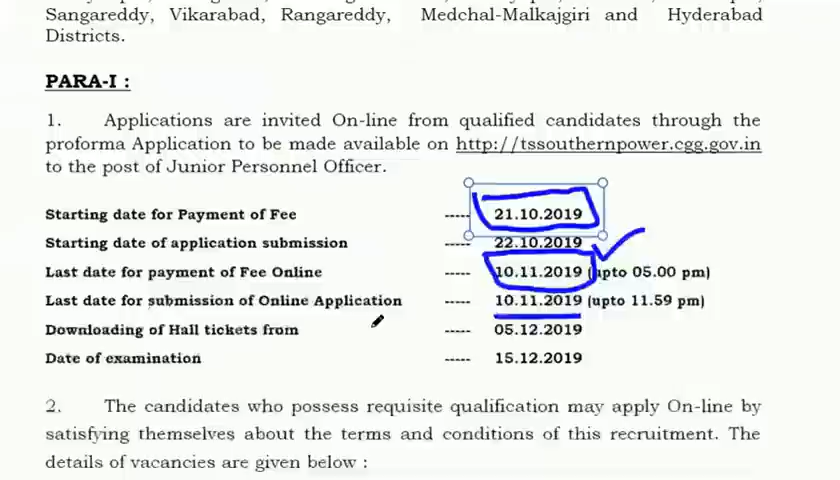 Sangareddy, Vikarabad, Rangareddy, Medchal-Malkajgiri and Hyderabad
Districts.
PARA-I :
1. Applications are invited On-line from qualified candidates through the
proforma Application to be made available on http://tssouthernpower.cgg.gov.in
to the post of Junior Personnel Officer.
Starting date for Payment of Fee ----- 21.10.2019
Starting date of application submission ----- 22.10.2019
Last date for payment of Fee Online ----- 10.11.2019 (upto 05.00 pm)
Last date for submission of Online Application ----- 10.11.2019 (upto 11.59 pm)
Downloading of Hall tickets from ----- 05.12.2019
Date of examination ----- 15.12.2019
2. The candidates who possess requisite qualification may apply On-line by
satisfying themselves about the terms and conditions of this recruitment. The
details of vacancies are given below :